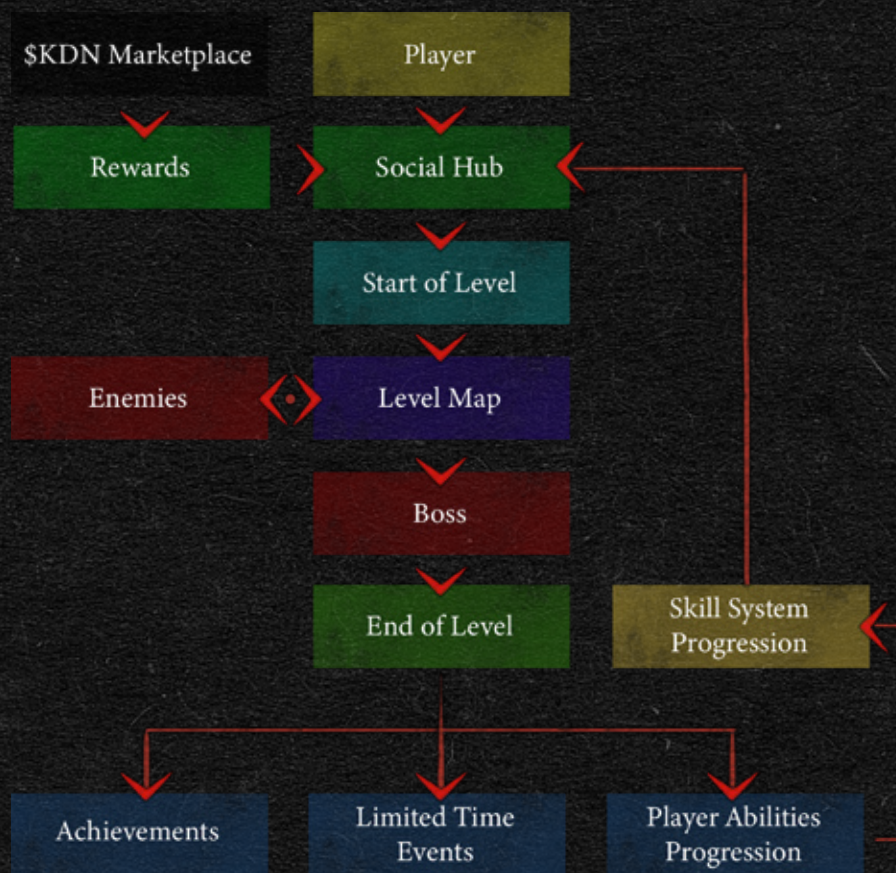 $KDN Marketplace
Player
Rewards
Social Hub
Start of Level
Enemies
Level Map
Boss
End of Level
Skill System
Progression
Achievements
Limited Time
Events
Player Abilities
Progression